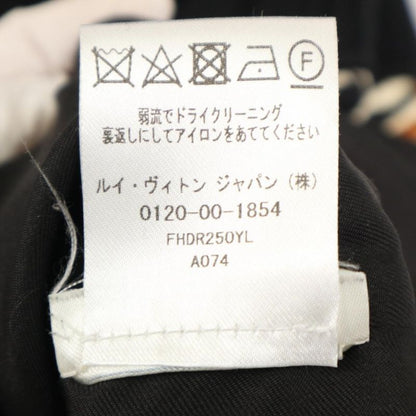 F
弱流でドライクリーニング
裏返しにしてアイロンをあててください
ルイ・ヴィトン ジャパン（株）
0120-00-1854
FHDR250YL
A074